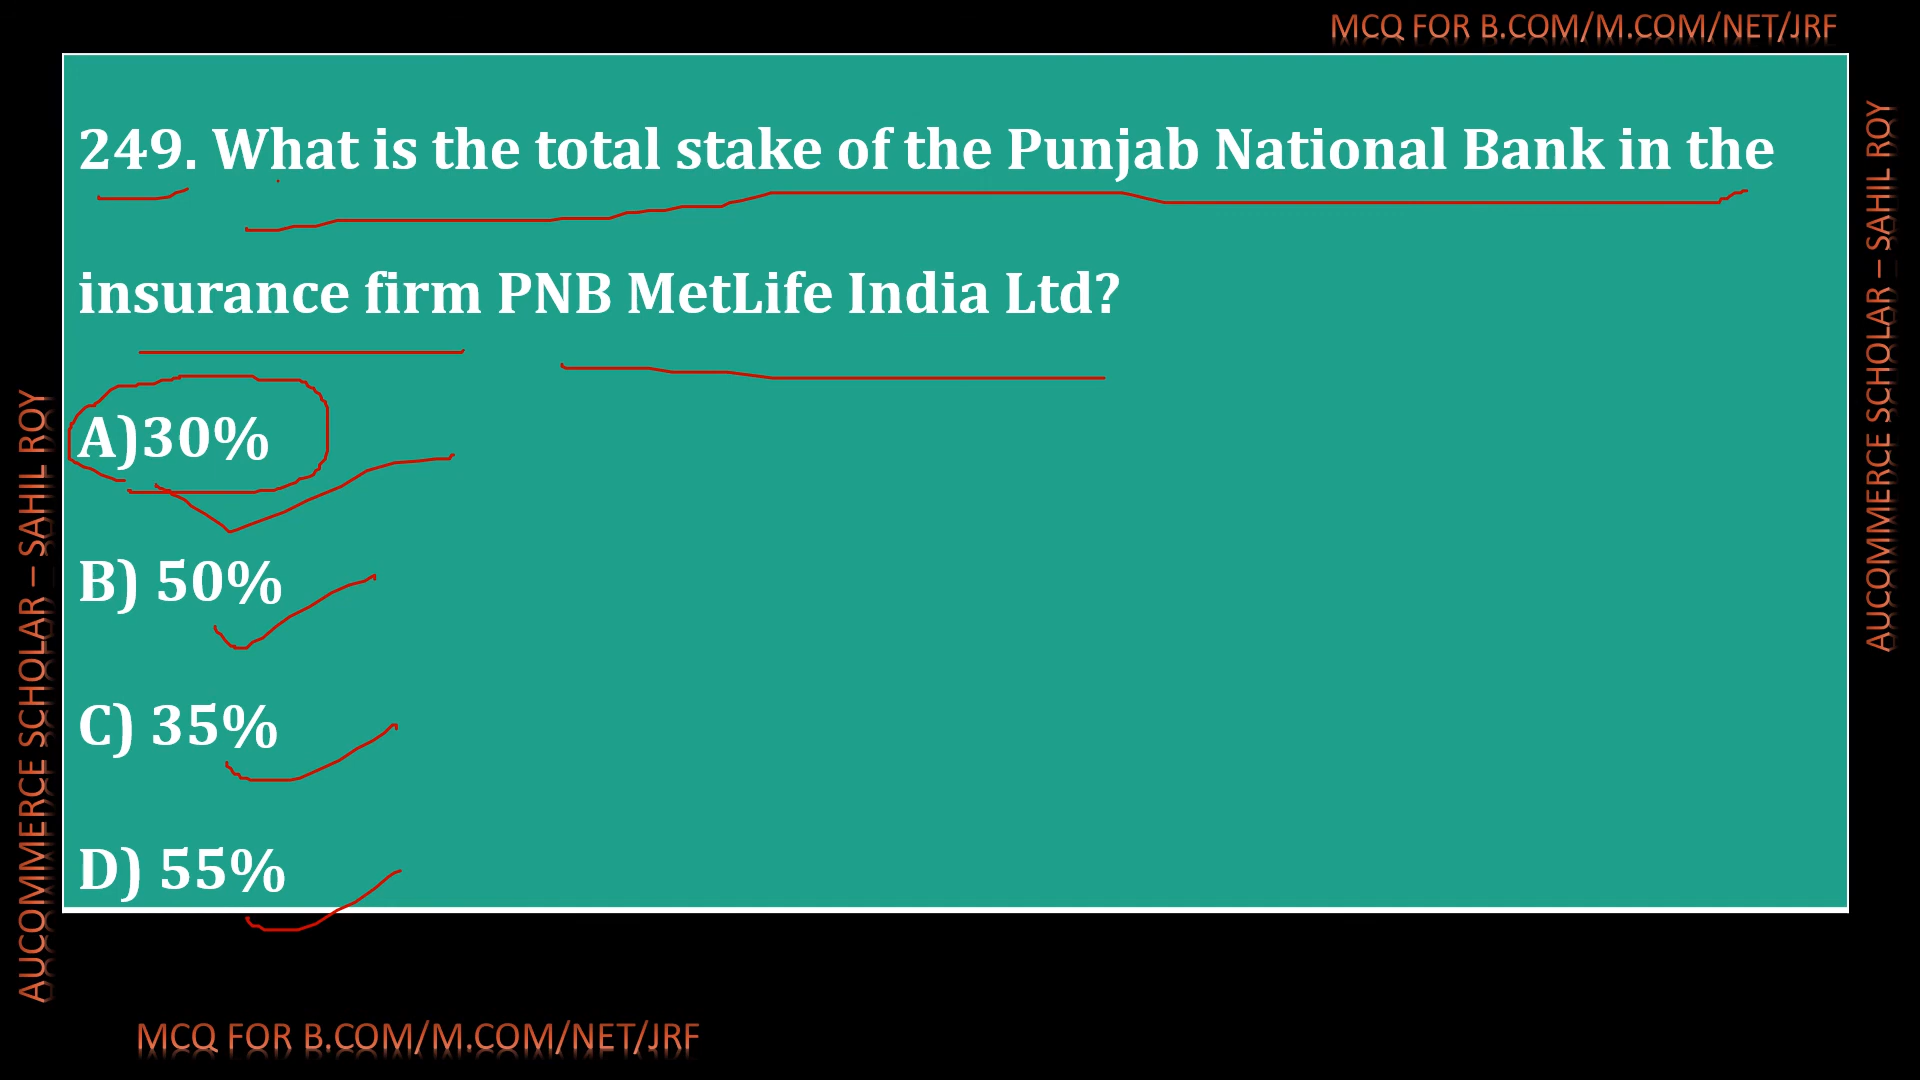 MCQ FOR B.COM/M.COM/NET/JRF
249. What is the total stake of the Punjab National Bank in the
insurance firm PNB MetLife India Ltd?
A)30%
B) 50%
C) 35%
D) 55%
AUCOMMERCE SCHOLAR – SAHIL ROY
AUCOMMERCE SCHOLAR – SAHIL ROY
MCQ FOR B.COM/M.COM/NET/JRF